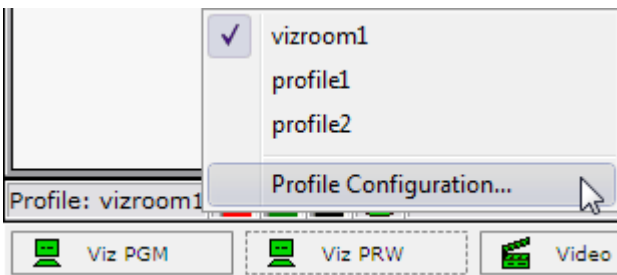 vizroom1
profile1
profile2
Profile Configuration...
Profile: vizroom1
Viz PGM Viz PRW Video